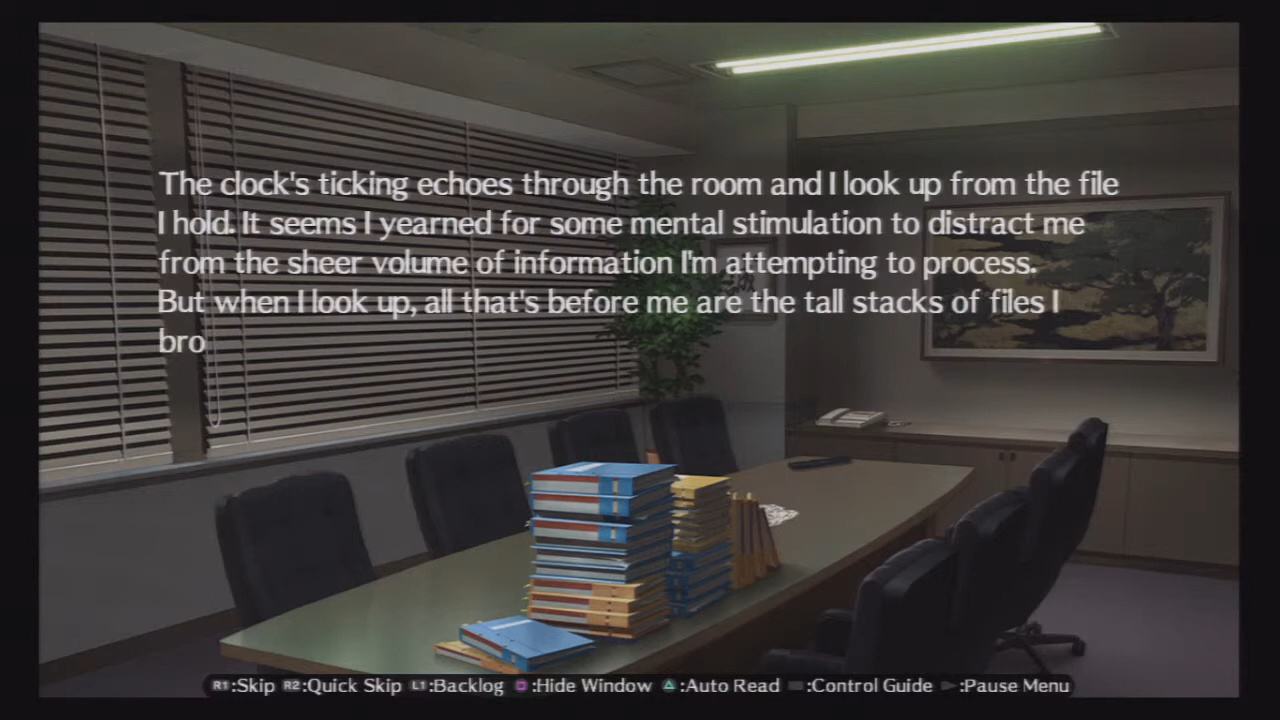 The clock's ticking echoes through the room and I look up from the file
I hold. It seems I yearned for some mental stimulation to distract me
from the sheer volume of information I'm attempting to process.
But when I look up, all that's before me are the tall stacks of files I
bro
R1:Skip R2:Quick Skip L1:Backlog :Hide Window :Auto Read :Control Guide :Pause Menu